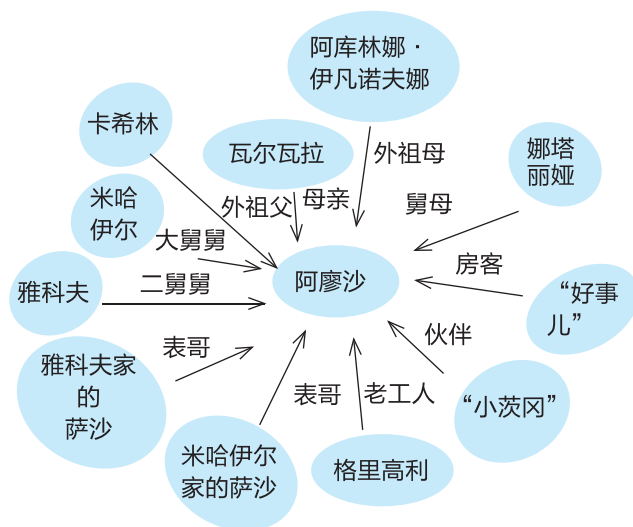 阿库林娜·
伊凡诺夫娜
卡希林
瓦尔瓦拉
外祖母
娜塔
丽娅
米哈
伊尔
外祖父
母亲
舅母
大舅舅
阿廖沙
房客
雅科夫
二舅舅
“好事
儿”
表哥
伙伴
雅科夫家
的
萨沙
表哥
老工人
“小茨冈”
米哈伊尔
家的萨沙
格里高利